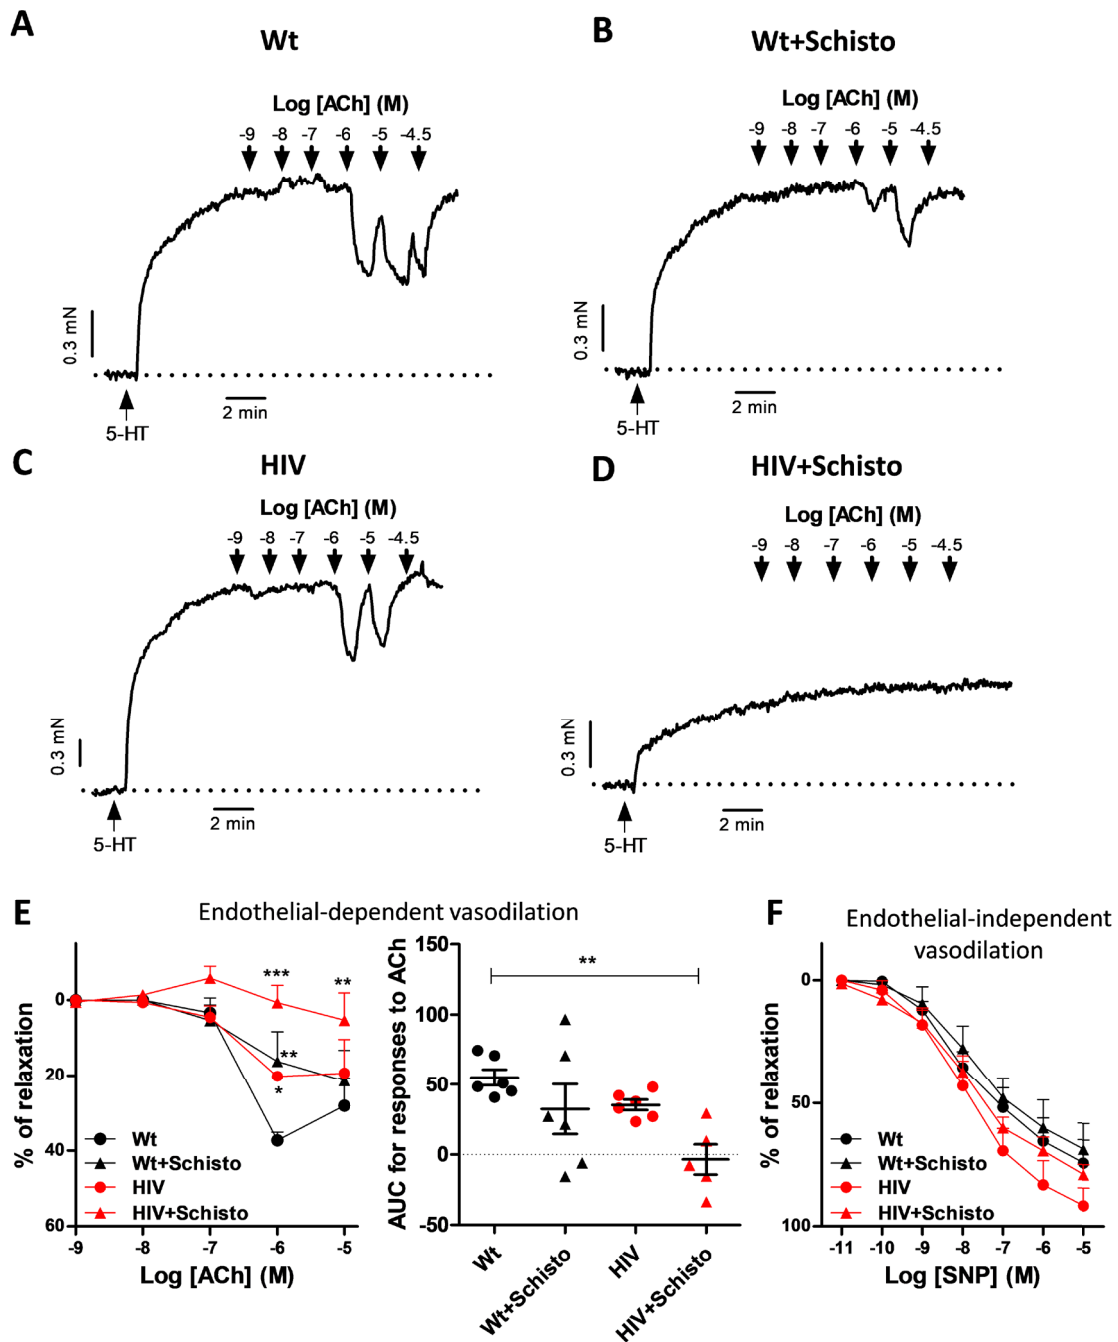 A
Wt
Log [ACh] (M)
-9 -8 -7 -6 -5 -4.5
0.3 mN
2 min
5-HT
B
Wt+Schisto
Log [ACh] (M)
-9 -8 -7 -6 -5 -4.5
0.3 mN
2 min
5-HT
C
HIV
Log [ACh] (M)
-9 -8 -7 -6 -5 -4.5
0.3 mN
2 min
5-HT
D
HIV+Schisto
Log [ACh] (M)
-9 -8 -7 -6 -5 -4.5
0.3 mN
2 min
5-HT
E
Endothelial-dependent vasodilation
% of relaxation
0
20
40
60
***
**
**
*
Wt
Wt+Schisto
HIV
HIV+Schisto
-9 -8 -7 -6 -5
Log [ACh] (M)
AUC for responses to ACh
150
100
50
0
-50
**
Wt
Wt+Schisto
HIV
HIV+Schisto
F
Endothelial-independent
vasodilation
% of relaxation
0
50
100
Wt
Wt+Schisto
HIV
HIV+Schisto
-11 -10 -9 -8 -7 -6 -5
Log [SNP] (M)